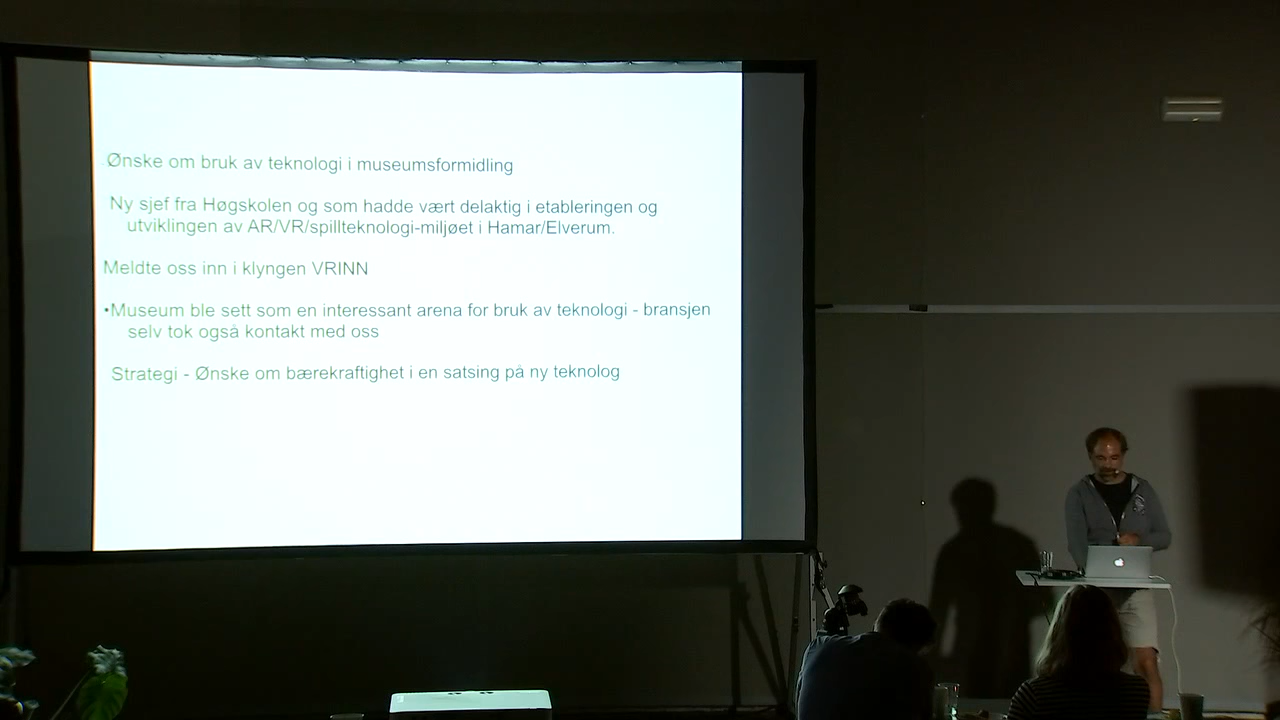 Ønske om bruk av teknologi i museumsformidling
Ny sjef fra Høgskolen og som hadde vært delaktig i etableringen og
utviklingen av AR/VR/spillteknologi-miljøet i Hamar/Elverum.
Meldte oss inn i klyngen VRINN
•Museum ble sett som en interessant arena for bruk av teknologi - bransjen
selv tok også kontakt med oss
Strategi - Ønske om bærekraftighet i en satsing på ny teknolog